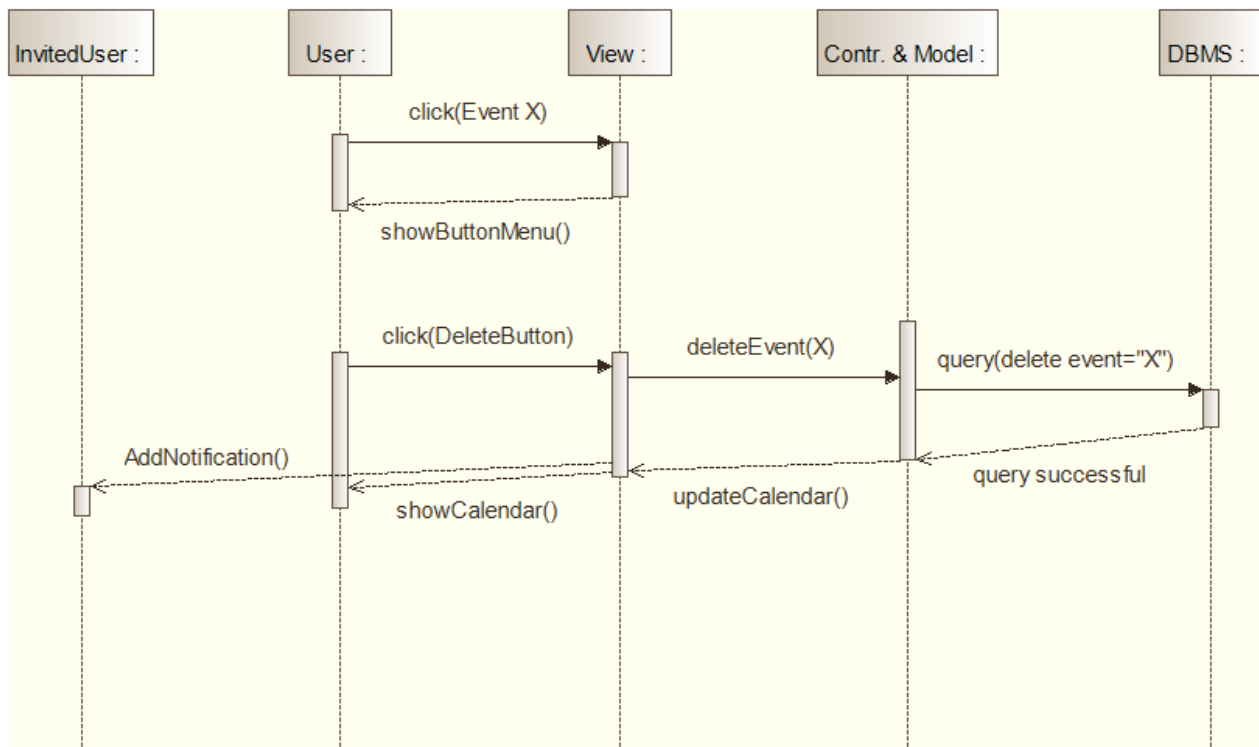 InvitedUser :
User :
View :
Contr. & Model :
DBMS :
click(Event X)
showButtonMenu()
click(DeleteButton)
deleteEvent(X)
query(delete event="X")
AddNotification()
showCalendar()
updateCalendar()
query successful